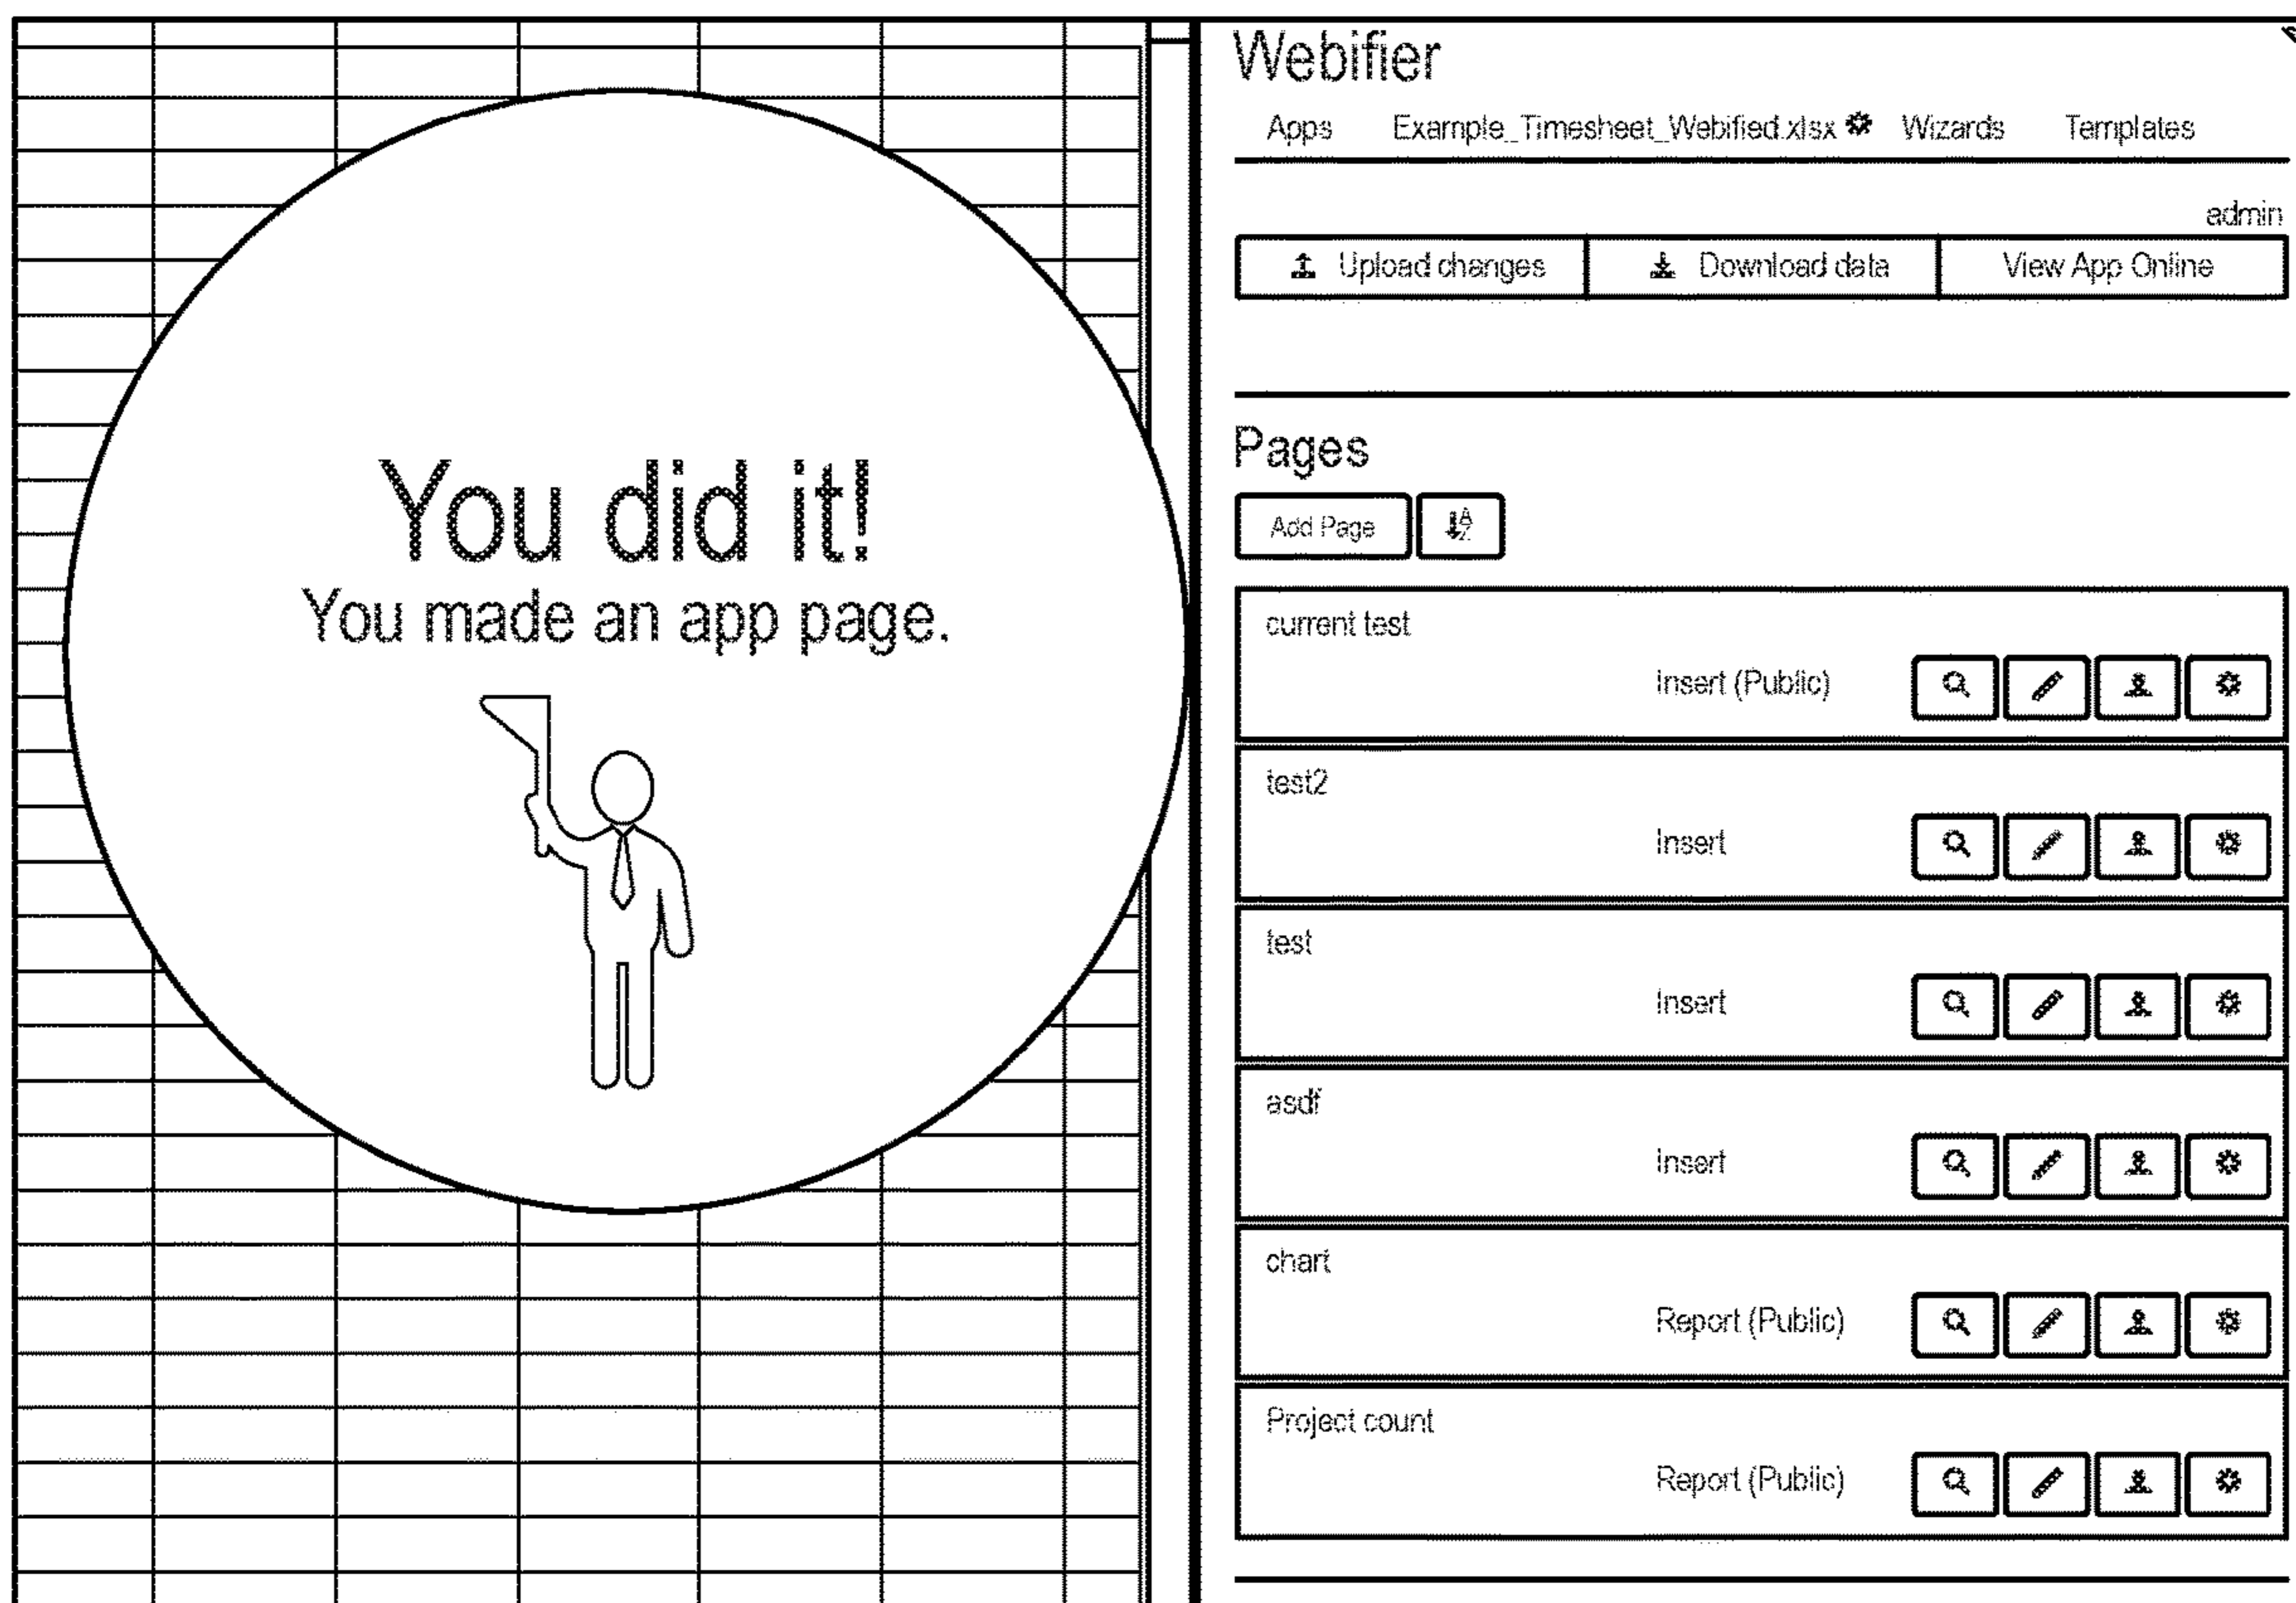 You did it!
You made an app page.
Webifier
Apps Example_Timesheet_Webified.xlsx Wizards Templates
admin
Upload changes Download data View App Online
Pages
Add Page
current test
Insert (Public)
test2
Insert
test
Insert
asdf
Insert
chart
Report (Public)
Project count
Report (Public)